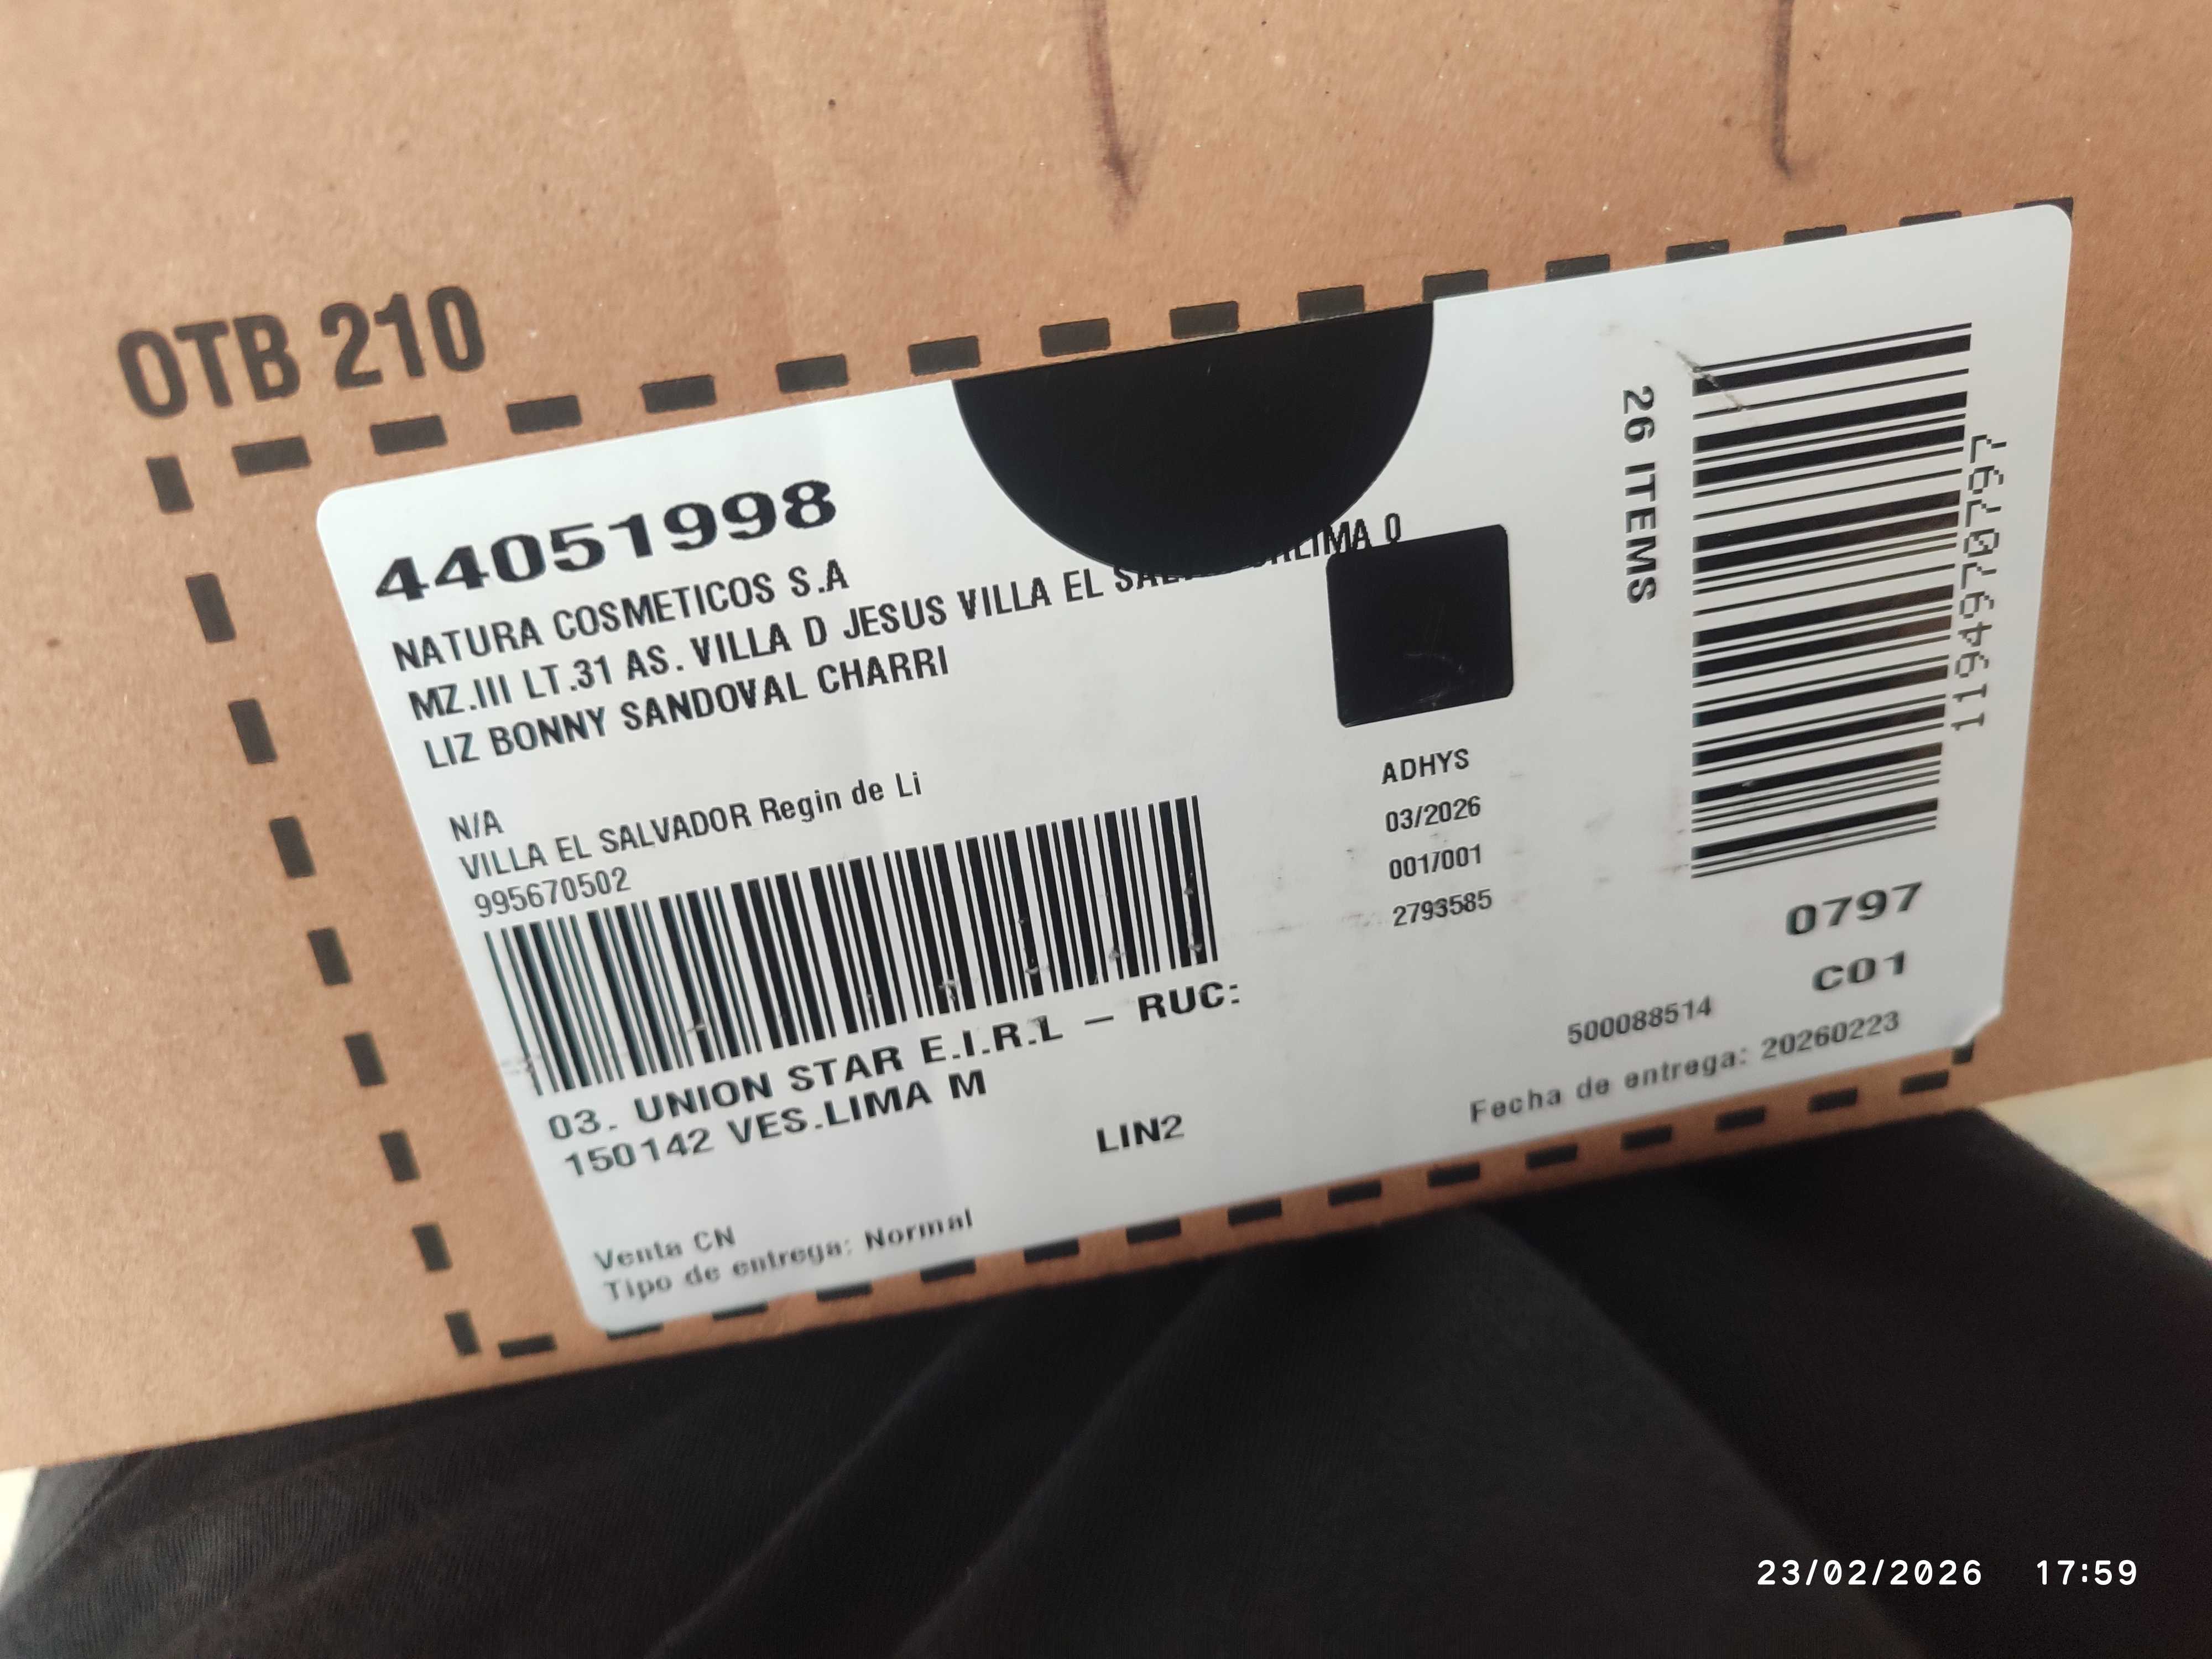 OTB 210
44051998
NATURA COSMETICOS S.A
MZ.III LT.31 AS. VILLA D JESUS VILLA EL
LIZ BONNY SANDOVAL CHARRI
N/A
VILLA EL SALVADOR Regin de Li
995670502
03. UNION STAR E.I.R.L – RUC:
150142 VES.LIMA M
LIN2
Venta CN
Tipo de entrega: Normal
ADHYS
03/2026
001/001
2793585
26 ITEMS
1194970797
0797
C01
500088514
Fecha de entrega: 20260223
23/02/2026 17:59